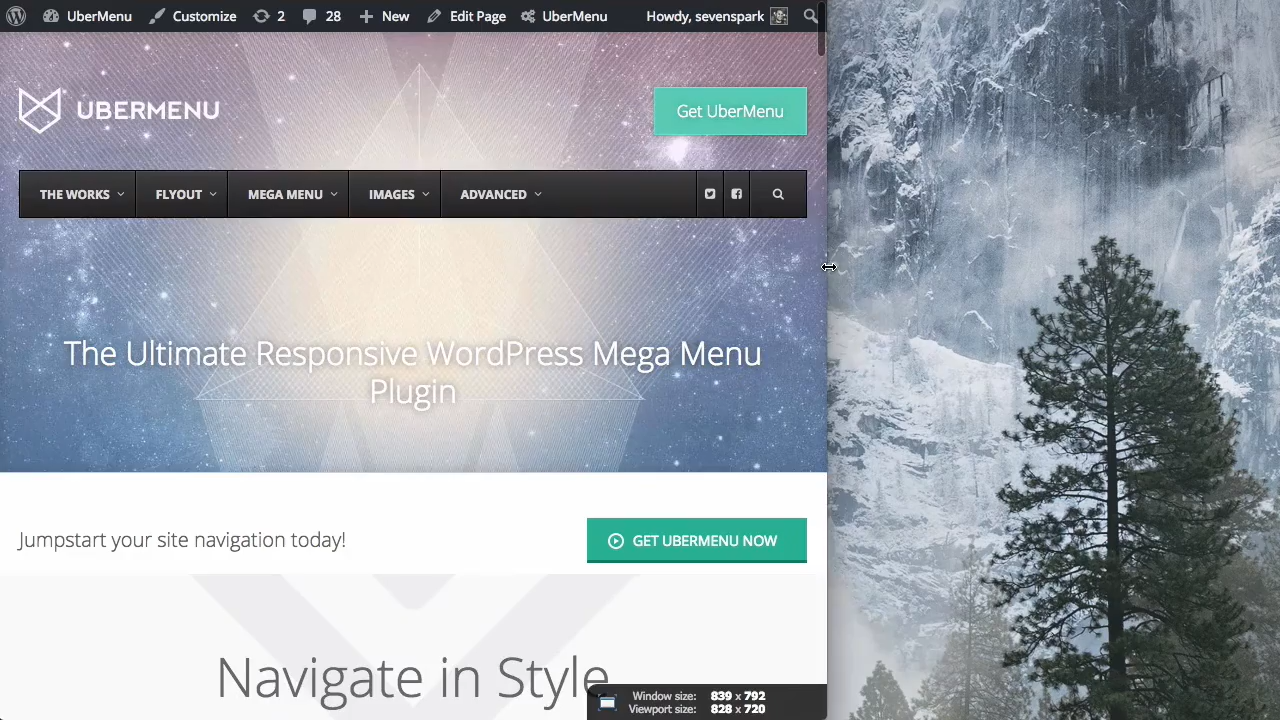 UberMenu Customize 2 28 New Edit Page UberMenu Howdy, sevenspark
UBERMENU
Get UberMenu
THE WORKS FLYOUT MEGA MENU IMAGES ADVANCED
The Ultimate Responsive WordPress Mega Menu
Plugin
Jumpstart your site navigation today!
GET UBERMENU NOW
Navigate in Style
Window size: 839 x 792
Viewport size: 828 x 720